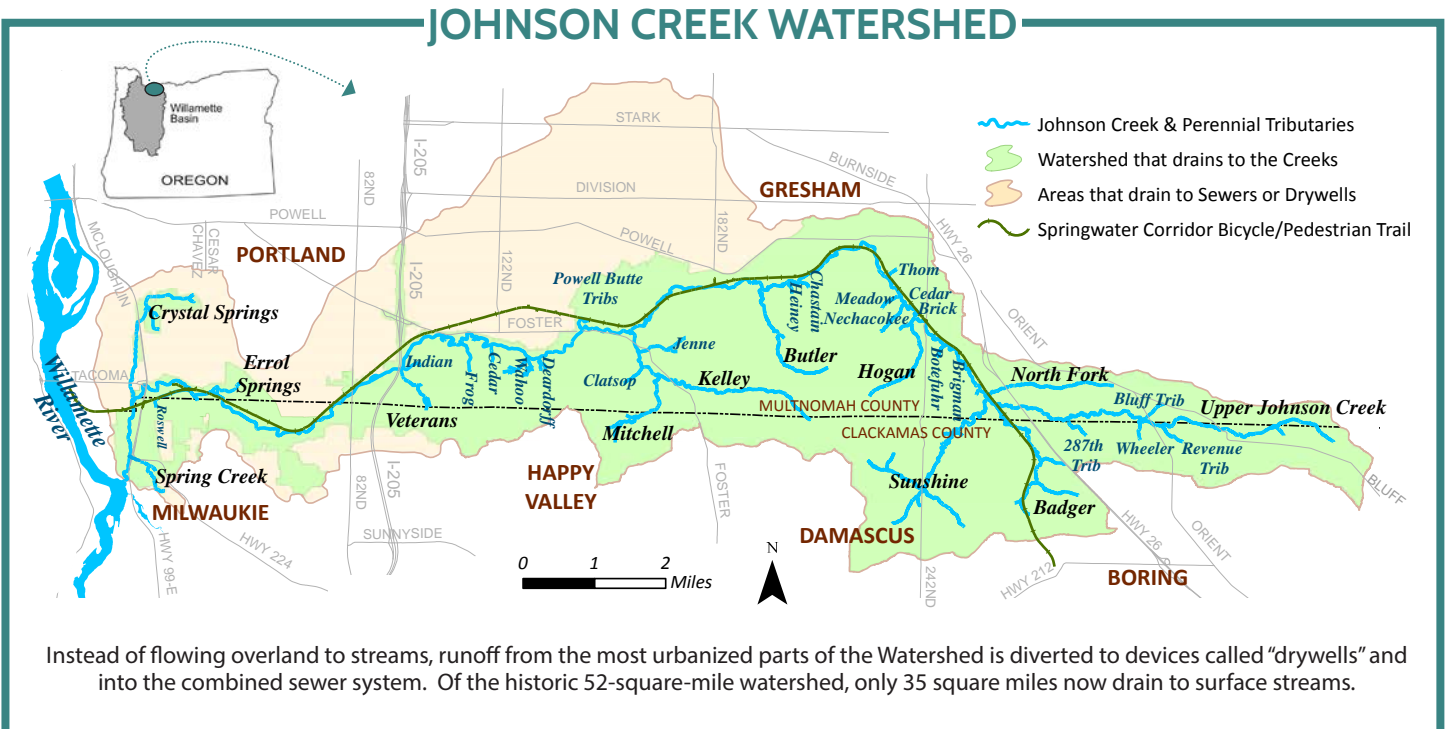 JOHNSON CREEK WATERSHED
Willamette
Basin
OREGON
Johnson Creek & Perennial Tributaries
Watershed that drains to the Creeks
Areas that drain to Sewers or Drywells
Springwater Corridor Bicycle/Pedestrian Trail
STARK
BURNSIDE
I-205
82ND
DIVISION
GRESHAM
POWELL
MCLOUGHLIN
CESAR
CHAVEZ
PORTLAND
122ND
POWELL
182ND
HWY 26
I-205
Powell Butte
Tribs
Thom
Cedar
Brick
Meadow
Nechacokee
Chastain
Heiney
Crystal Springs
FOSTER
ORIENT
Errol
Springs
Indian
Frog
Cedar
Wahoo
Deardorff
Jenne
Butler
Hogan
Botefuhr
Brigman
North Fork
TACOMA
Willamette
River
Clatsop
Kelley
Bluff Trib
Upper Johnson Creek
Roswell
Veterans
MULTNOMAH COUNTY
CLACKAMAS COUNTY
Mitchell
287th
Trib
Wheeler
Revenue
Trib
Spring Creek
HAPPY
VALLEY
FOSTER
Sunshine
Badger
BLUFF
MILWAUKIE
82ND
I-205
DAMASCUS
HWY 99-E
HWY 224
SUNNYSIDE
HWY 26
ORIENT
242ND
HWY 212
BORING
0 1 2
Miles
N
Instead of flowing overland to streams, runoff from the most urbanized parts of the Watershed is diverted to devices called “drywells” and
into the combined sewer system. Of the historic 52-square-mile watershed, only 35 square miles now drain to surface streams.